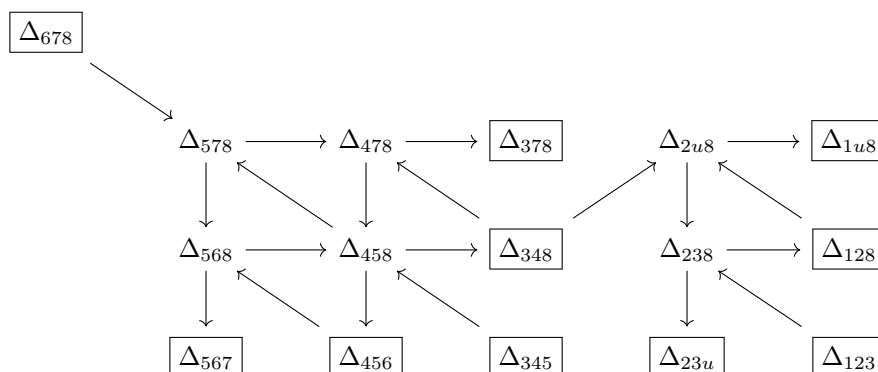 Δ₆₇₈
Δ₅₇₈ Δ₄₇₈ Δ₃₇₈ Δ₂ᵤ₈ Δ₁ᵤ₈
Δ₅₆₈ Δ₄₅₈ Δ₃₄₈ Δ₂₃₈ Δ₁₂₈
Δ₅₆₇ Δ₄₅₆ Δ₃₄₅ Δ₂₃ᵤ Δ₁₂₃